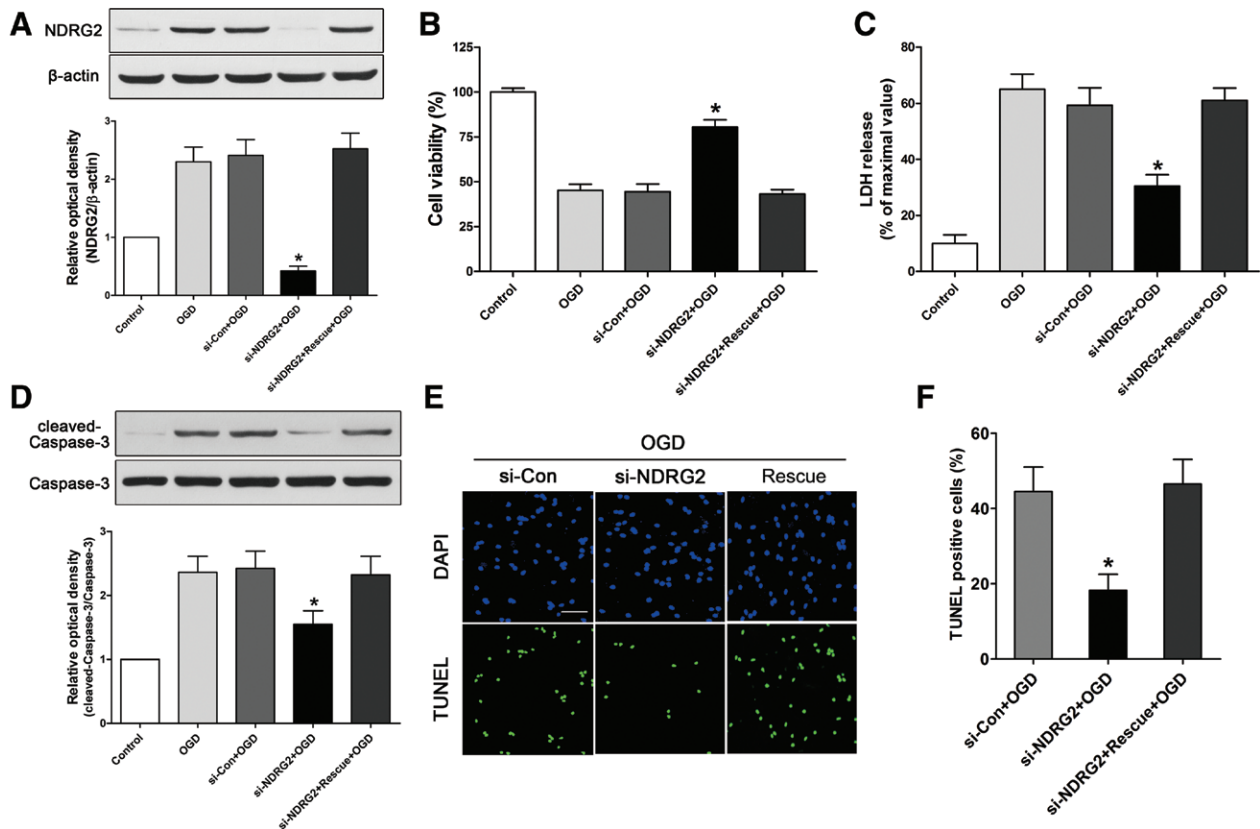 A
NDRG2
β-actin
Relative optical density
(NDRG2/β-actin)
3
2
1
0
*
Control
OGD
si-Con+OGD
si-NDRG2+OGD
si-NDRG2+Rescue+OGD
B
Cell viability (%)
125
100
75
50
25
0
*
Control
OGD
si-Con+OGD
si-NDRG2+OGD
si-NDRG2+Rescue+OGD
C
LDH release
(% of maximal value)
80
60
40
20
0
*
Control
OGD
si-Con+OGD
si-NDRG2+OGD
si-NDRG2+Rescue+OGD
D
cleaved-
Caspase-3
Caspase-3
Relative optical density
(cleaved-Caspase-3/Caspase-3)
3
2
1
0
*
Control
OGD
si-Con+OGD
si-NDRG2+OGD
si-NDRG2+Rescue+OGD
E
OGD
si-Con si-NDRG2 Rescue
DAPI
TUNEL
F
TUNEL positive cells (%)
60
40
20
0
*
si-Con+OGD
si-NDRG2+OGD
si-NDRG2+Rescue+OGD